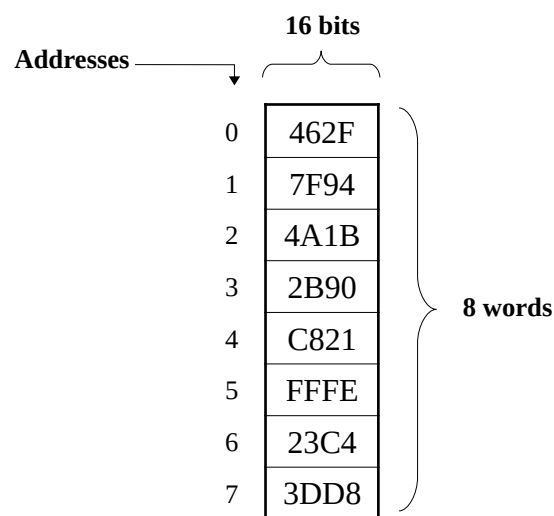 16 bits
Addresses
0 462F
1 7F94
2 4A1B
3 2B90
8 words
4 C821
5 FFFE
6 23C4
7 3DD8